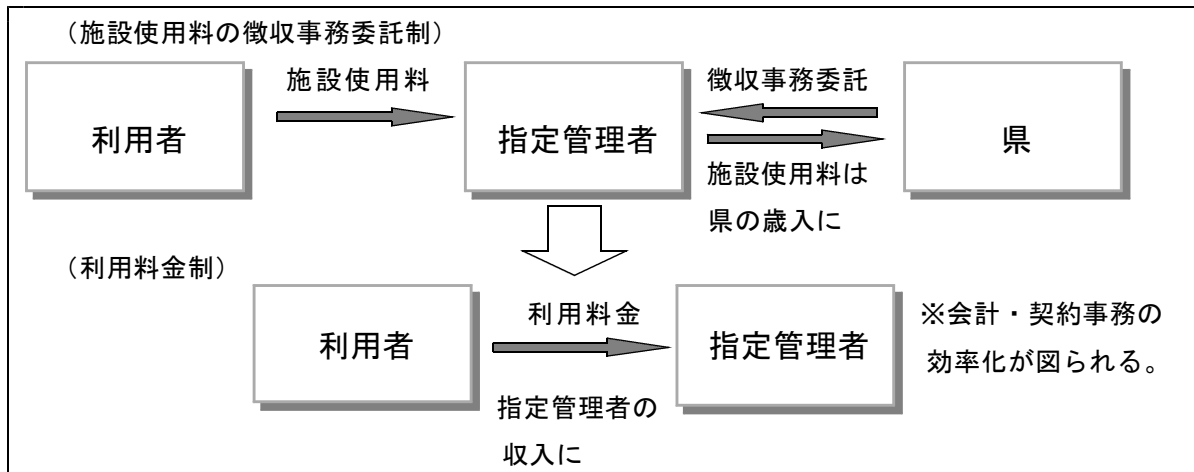 （施設使用料の徴収事務委託制）
利用者
施設使用料
指定管理者
徴収事務委託
施設使用料は
県の歳入に
県
（利用料金制）
利用者
利用料金
指定管理者の
収入に
指定管理者
※会計・契約事務の
効率化が図られる。